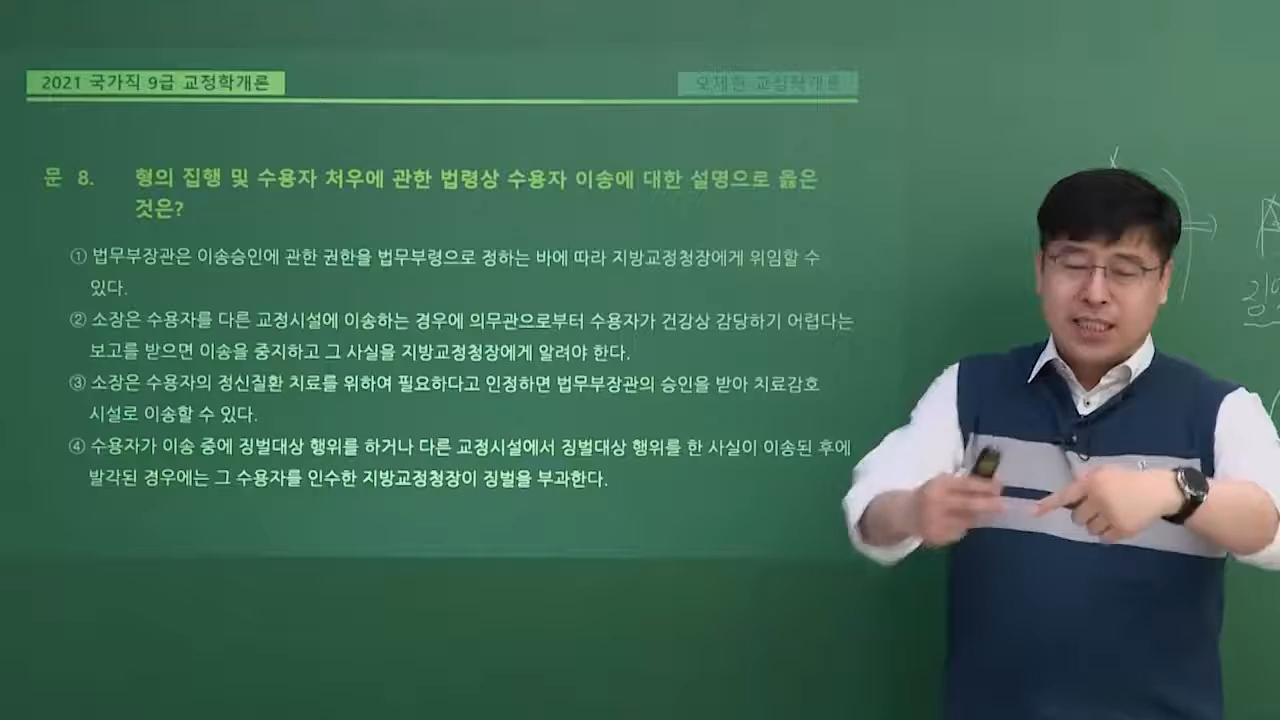 2021 국가직 9급 교정학개론
오제현 교정학개론
문 8. 형의 집행 및 수용자 처우에 관한 법령상 수용자 이송에 대한 설명으로 옳은
것은?
① 법무부장관은 이송승인에 관한 권한을 법무부령으로 정하는 바에 따라 지방교정청장에게 위임할 수
있다.
② 소장은 수용자를 다른 교정시설에 이송하는 경우에 의무관으로부터 수용자가 건강상 감당하기 어렵다는
보고를 받으면 이송을 중지하고 그 사실을 지방교정청장에게 알려야 한다.
③ 소장은 수용자의 정신질환 치료를 위하여 필요하다고 인정하면 법무부장관의 승인을 받아 치료감호
시설로 이송할 수 있다.
④ 수용자가 이송 중에 징벌대상 행위를 하거나 다른 교정시설에서 징벌대상 행위를 한 사실이 이송된 후에
발각된 경우에는 그 수용자를 인수한 지방교정청장이 징벌을 부과한다.